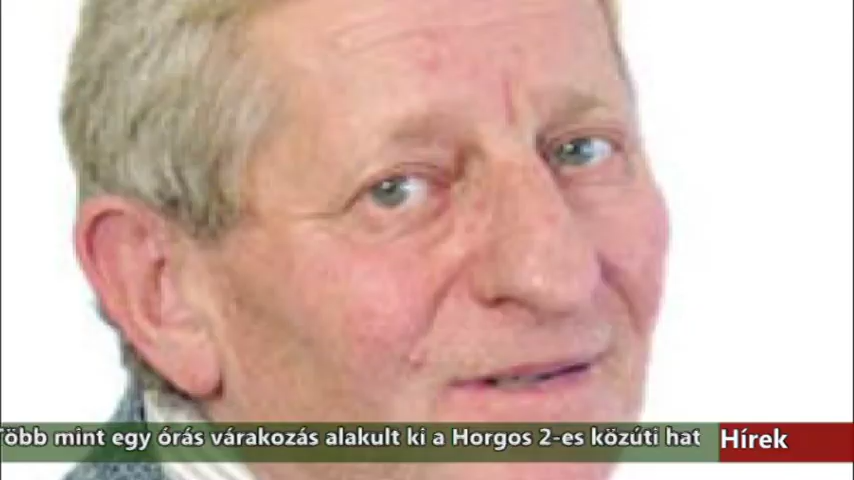 Több mint egy órás várakozás alakult ki a Horgos 2-es közúti hat
Hírek